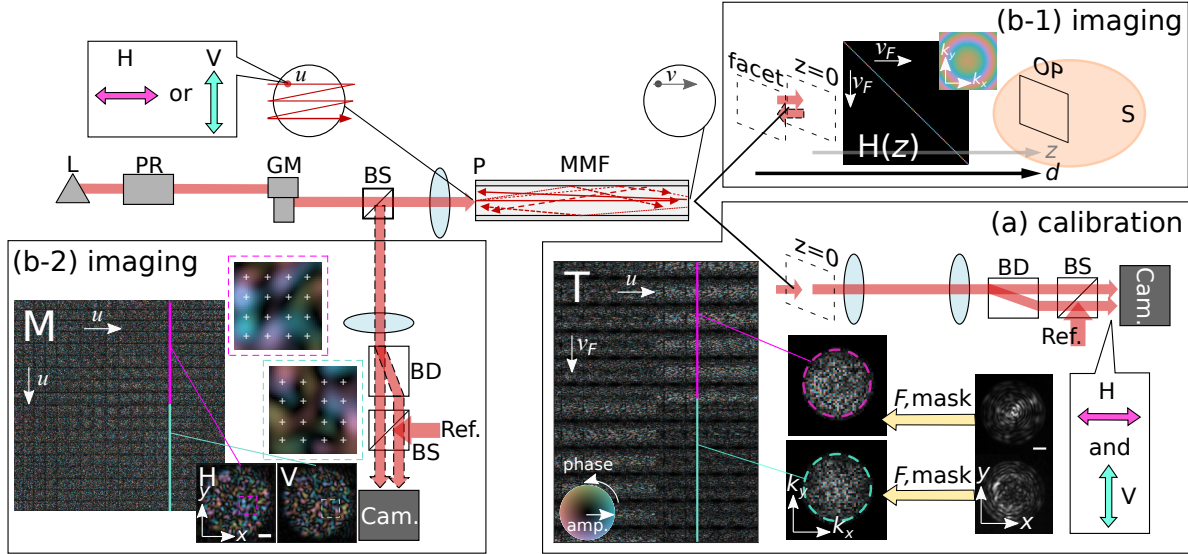 (b-1) imaging
H
or
V
u
v
facet
z=0
v_F
v_F
k_y
k_x
Op
S
H(z)
z
d
L
PR
GM
BS
P
MMF
(a) calibration
z=0
BD
BS
Cam.
Ref.
T
u
v_F
F,mask
F,mask
phase
amp.
k_y
k_x
y
x
H
and
V
(b-2) imaging
M
u
u
BD
BS
Ref.
H
V
y
x
Cam.